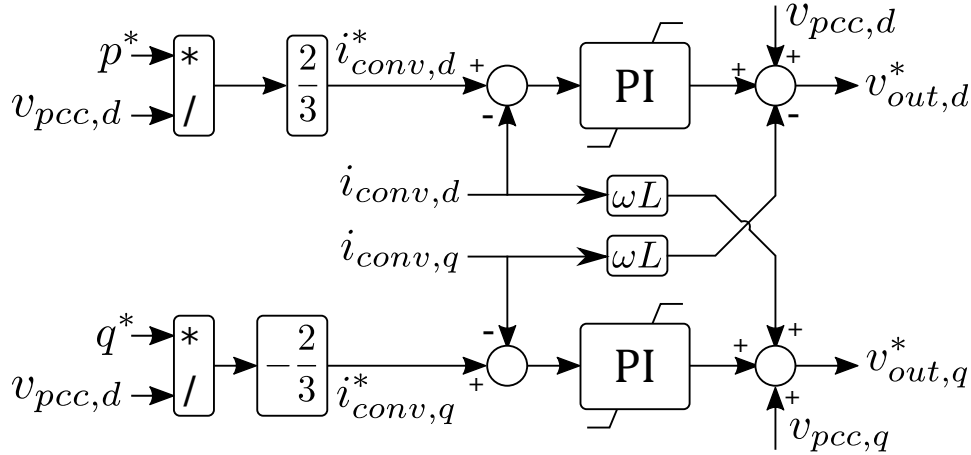 v_{pcc,d}
p^* * 2/3 i^*_{conv,d} + PI + + v^*_{out,d}
v_{pcc,d} / - -
i_{conv,d} ωL
i_{conv,q} ωL
q^* * -2/3 - PI + + v^*_{out,q}
v_{pcc,d} / i^*_{conv,q} + +
v_{pcc,q}